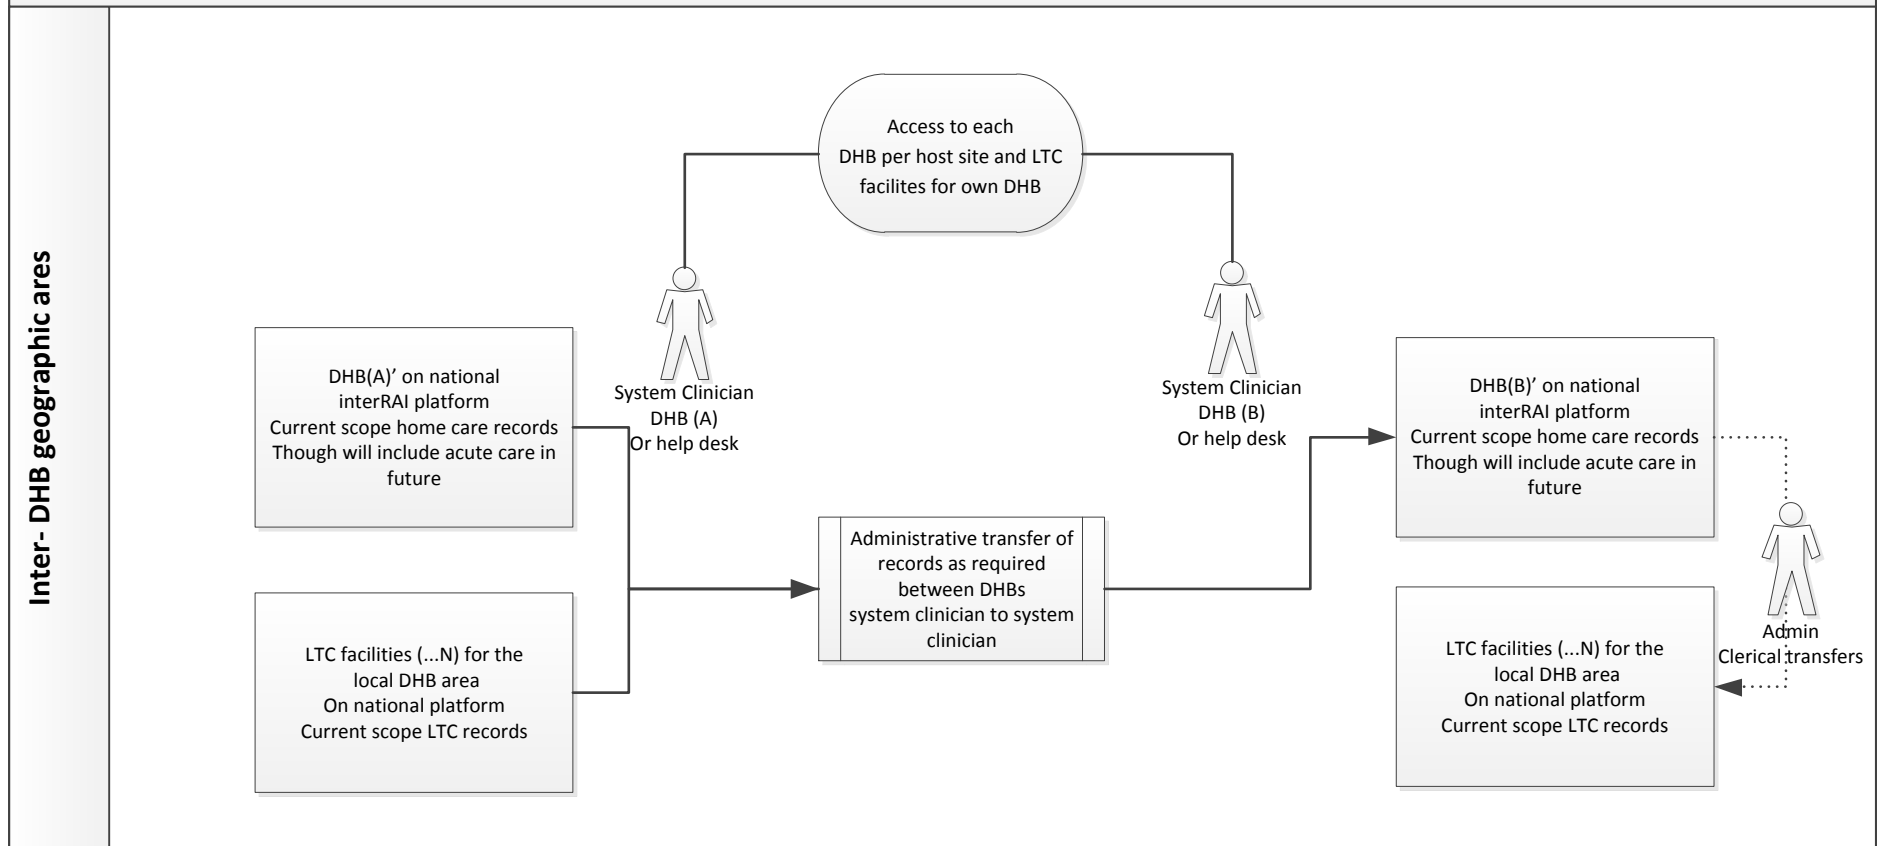 Inter- DHB geographic ares
Access to each
DHB per host site and LTC
facilites for own DHB
System Clinician
DHB (A)
Or help desk
System Clinician
DHB (B)
Or help desk
DHB(A)’ on national
interRAI platform
Current scope home care records
Though will include acute care in
future
DHB(B)’ on national
interRAI platform
Current scope home care records
Though will include acute care in
future
Administrative transfer of
records as required
between DHBs
system clinician to system
clinician
Admin
Clerical transfers
LTC facilities (...N) for the
local DHB area
On national platform
Current scope LTC records
LTC facilities (...N) for the
local DHB area
On national platform
Current scope LTC records